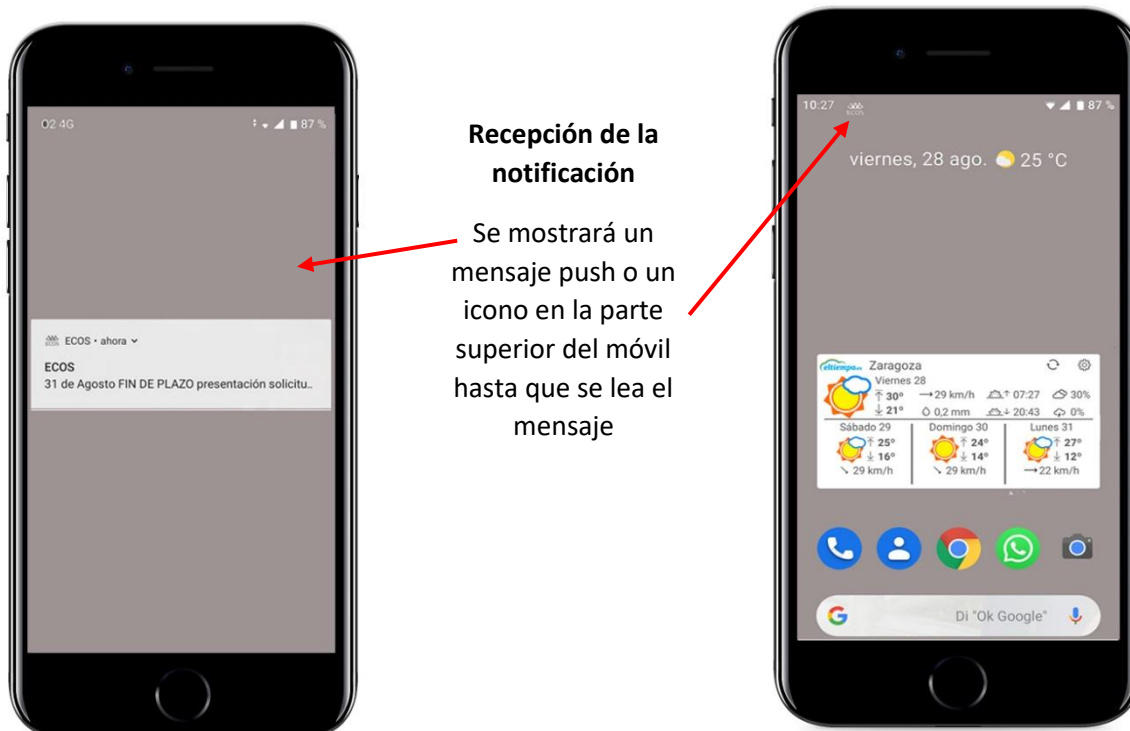 02 4G
87 %
ECOS • ahora
ECOS
31 de Agosto FIN DE PLAZO presentación solicitu..
Recepción de la
notificación
Se mostrará un
mensaje push o un
icono en la parte
superior del móvil
hasta que se lea el
mensaje
10:27 ECOS 87 %
viernes, 28 ago. 25 °C
eltiempo.es Zaragoza
Viernes 28
30° 29 km/h 07:27 30%
21° 0,2 mm 20:43 0%
Sábado 29 Domingo 30 Lunes 31
25° 24° 27°
16° 14° 12°
29 km/h 29 km/h 22 km/h
Di "Ok Google"